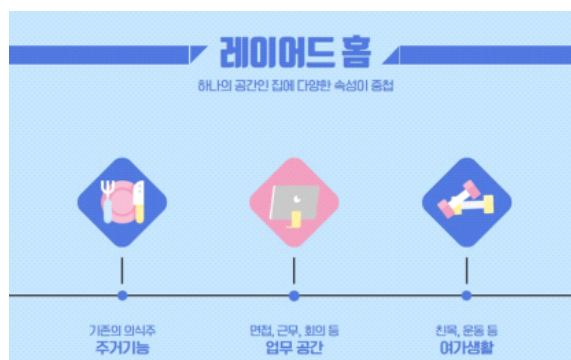 레이어드 홈
하나의 공간인 집에 다양한 속성이 중첩
기존의 의식주
주거기능
면접, 근무, 회의 등
업무 공간
친목, 운동 등
여가생활